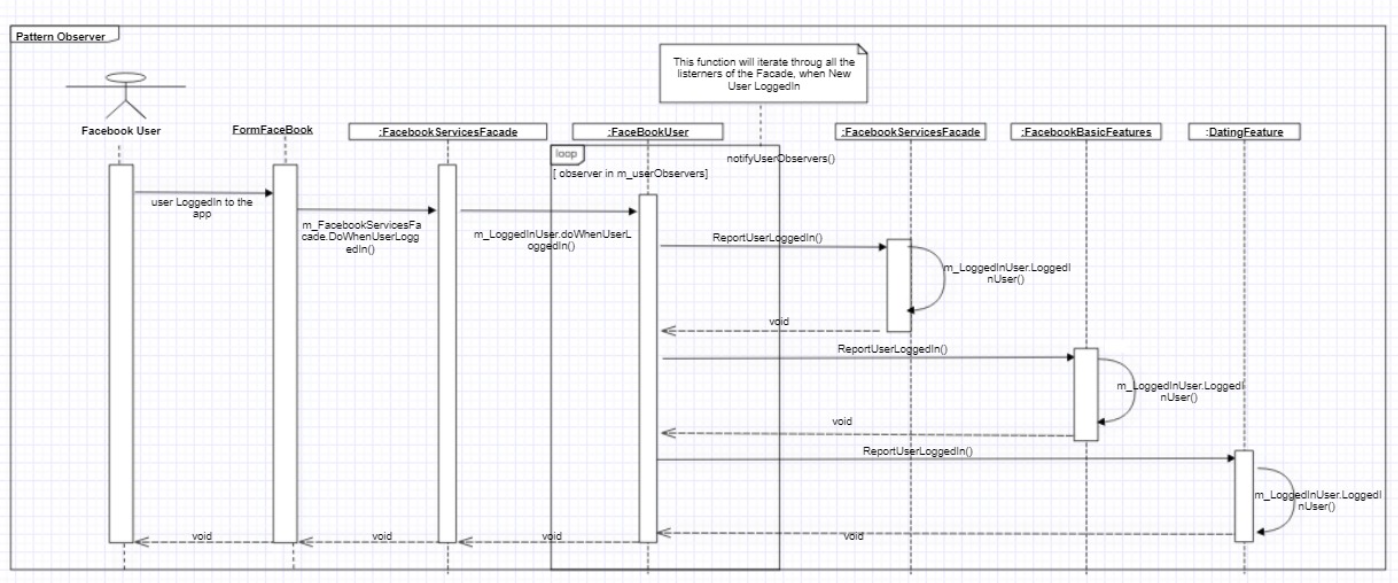 Pattern Observer
This function will iterate throug all the
listerners of the Facade, when New
User LoggedIn
Facebook User
FormFaceBook
:FacebookServicesFacade
:FaceBookUser
:FacebookServicesFacade
:FacebookBasicFeatures
:DatingFeature
loop
notifyUserObservers()
[ observer in m_userObservers]
user LoggedIn to the
app
m_FacebookServicesFa
cade.DoWhenUserLogg
edIn()
m_LoggedInUser.doWhenUserL
oggedIn()
ReportUserLoggedIn()
m_LoggedInUser.LoggedI
nUser()
void
ReportUserLoggedIn()
m_LoggedInUser.LoggedI
nUser()
void
ReportUserLoggedIn()
m_LoggedInUser.LoggedI
nUser()
void
void
void
void